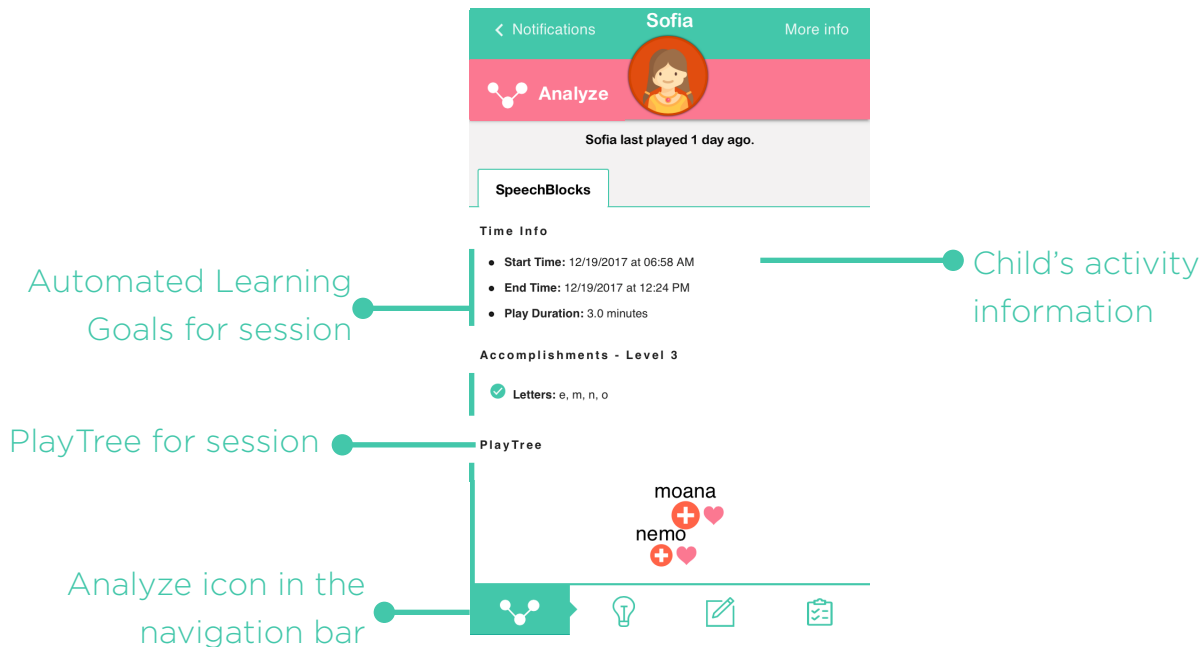 Sofia
Notifications
More info
Analyze
Sofia last played 1 day ago.
SpeechBlocks
Time Info
Start Time: 12/19/2017 at 06:58 AM
End Time: 12/19/2017 at 12:24 PM
Play Duration: 3.0 minutes
Accomplishments - Level 3
Letters: e, m, n, o
PlayTree
moana
nemo
Automated Learning
Goals for session
PlayTree for session
Analyze icon in the
navigation bar
Child's activity
information